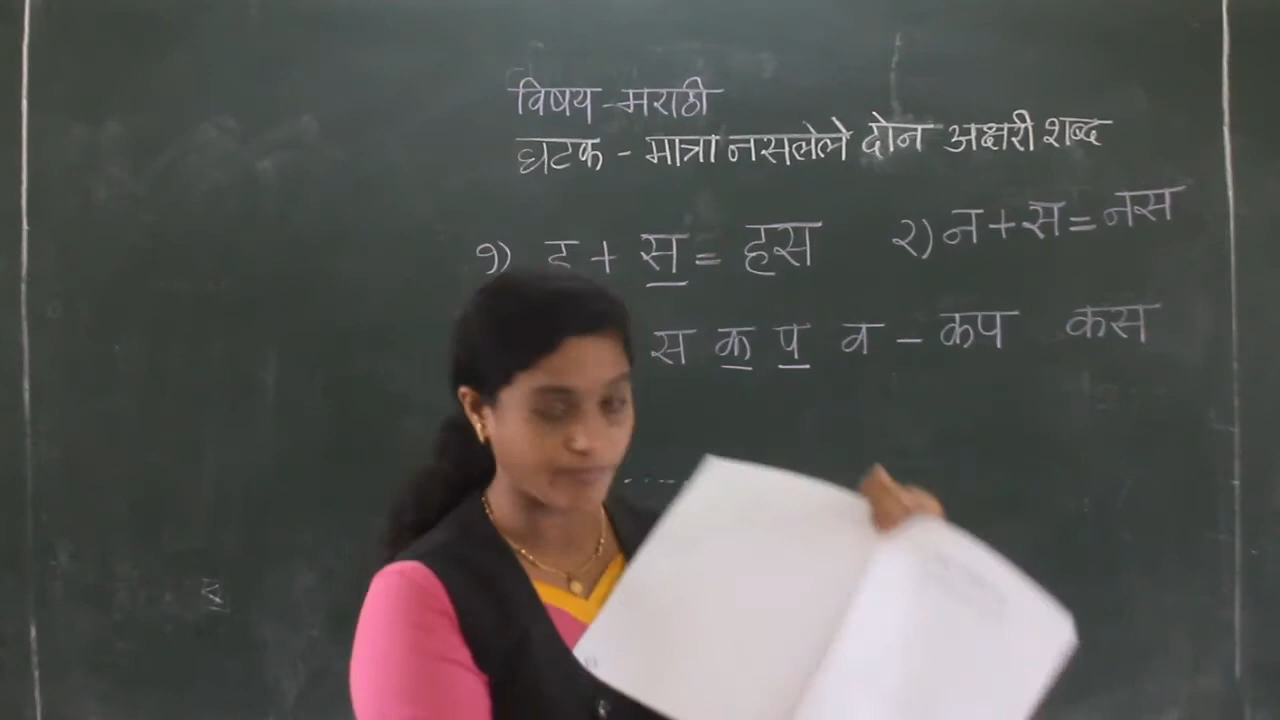 विषय - मराठी
घटक - मात्रा नसलेले दोन अक्षरी शब्द
१) ह + स = हस २) न + स = नस
स क प व - कप कस